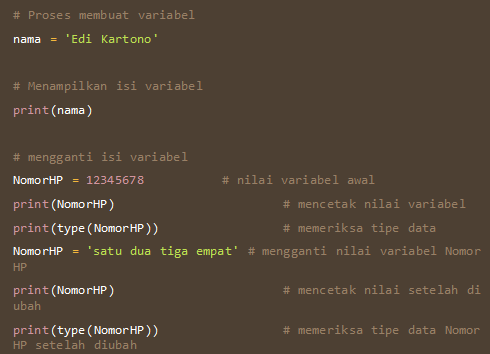 # Proses membuat variabel
nama = 'Edi Kartono'
# Menampilkan isi variabel
print(nama)
# mengganti isi variabel
NomorHP = 12345678 # nilai variabel awal
print(NomorHP) # mencetak nilai variabel
print(type(NomorHP)) # memeriksa tipe data
NomorHP = 'satu dua tiga empat' # mengganti nilai variabel Nomor
HP
print(NomorHP) # mencetak nilai setelah di
ubah
print(type(NomorHP)) # memeriksa tipe data Nomor
HP setelah diubah